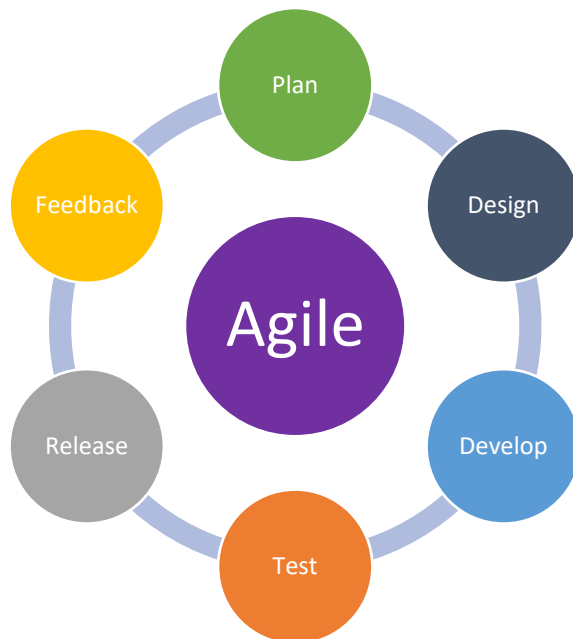 Plan
Design
Develop
Test
Release
Feedback
Agile